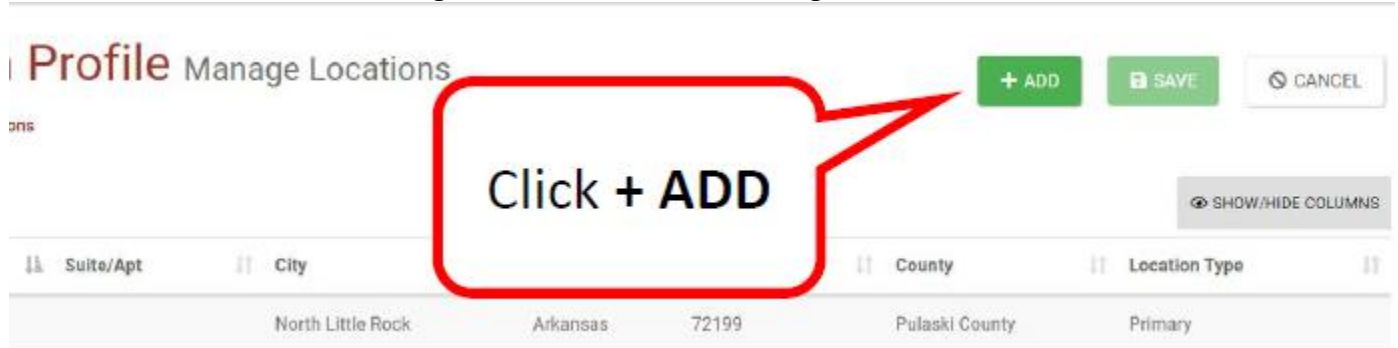 Profile Manage Locations
+ ADD
SAVE
CANCEL
ons
Click + ADD
SHOW/HIDE COLUMNS
Suite/Apt City County Location Type
North Little Rock Arkansas 72199 Pulaski County Primary